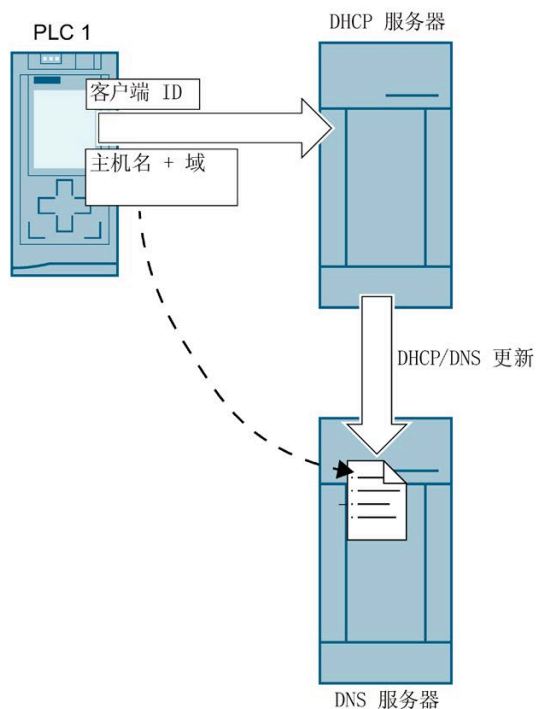 DHCP 服务器
PLC 1
客户端 ID
主机名 + 域
DHCP/DNS 更新
DNS 服务器